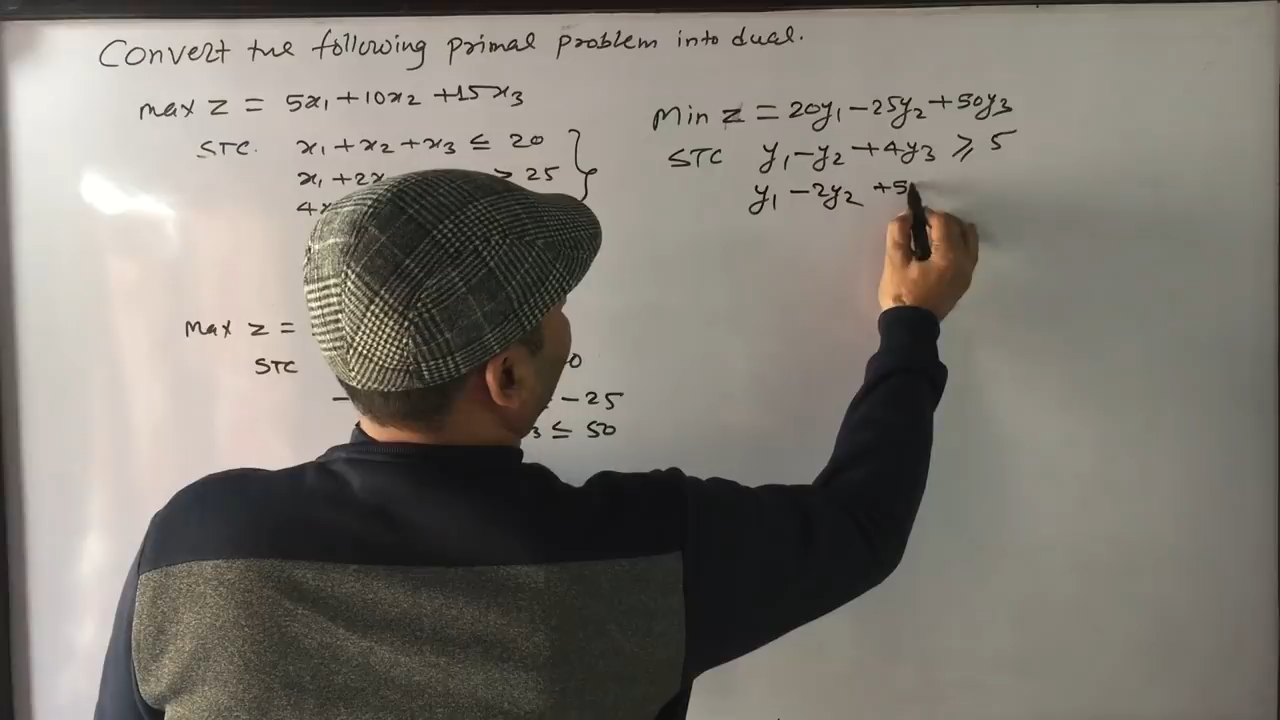 Convert the following primal problem into dual.
max z = 5x₁ + 10x₂ + 15x₃
STC. x₁ + x₂ + x₃ ≤ 20
x₁ + 2x 25
4x
Max z =
STC 0
- - 25
₃ ≤ 50
Min z = 20y₁ - 25y₂ + 50y₃
STC y₁ - y₂ + 4y₃ ≥ 5
y₁ - 2y₂ + 5